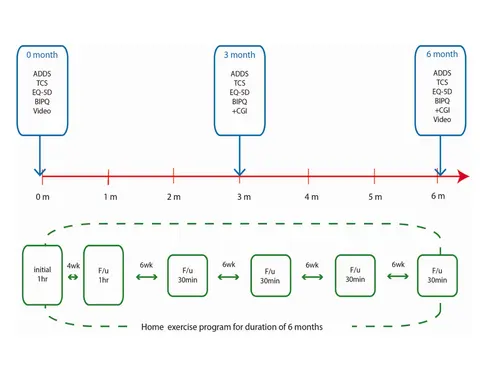 0 month
ADDS
TCS
EQ-5D
BIPQ
Video
3 month
ADDS
TCS
EQ-5D
BIPQ
+CGI
6 month
ADDS
TCS
EQ-5D
BIPQ
+CGI
Video
0 m
1 m
2 m
3 m
4 m
5 m
6 m
initial
1hr
4wk
F/u
1hr
6wk
F/u
30min
6wk
F/u
30min
6wk
F/u
30min
6wk
F/u
30min
Home exercise program for duration of 6 months